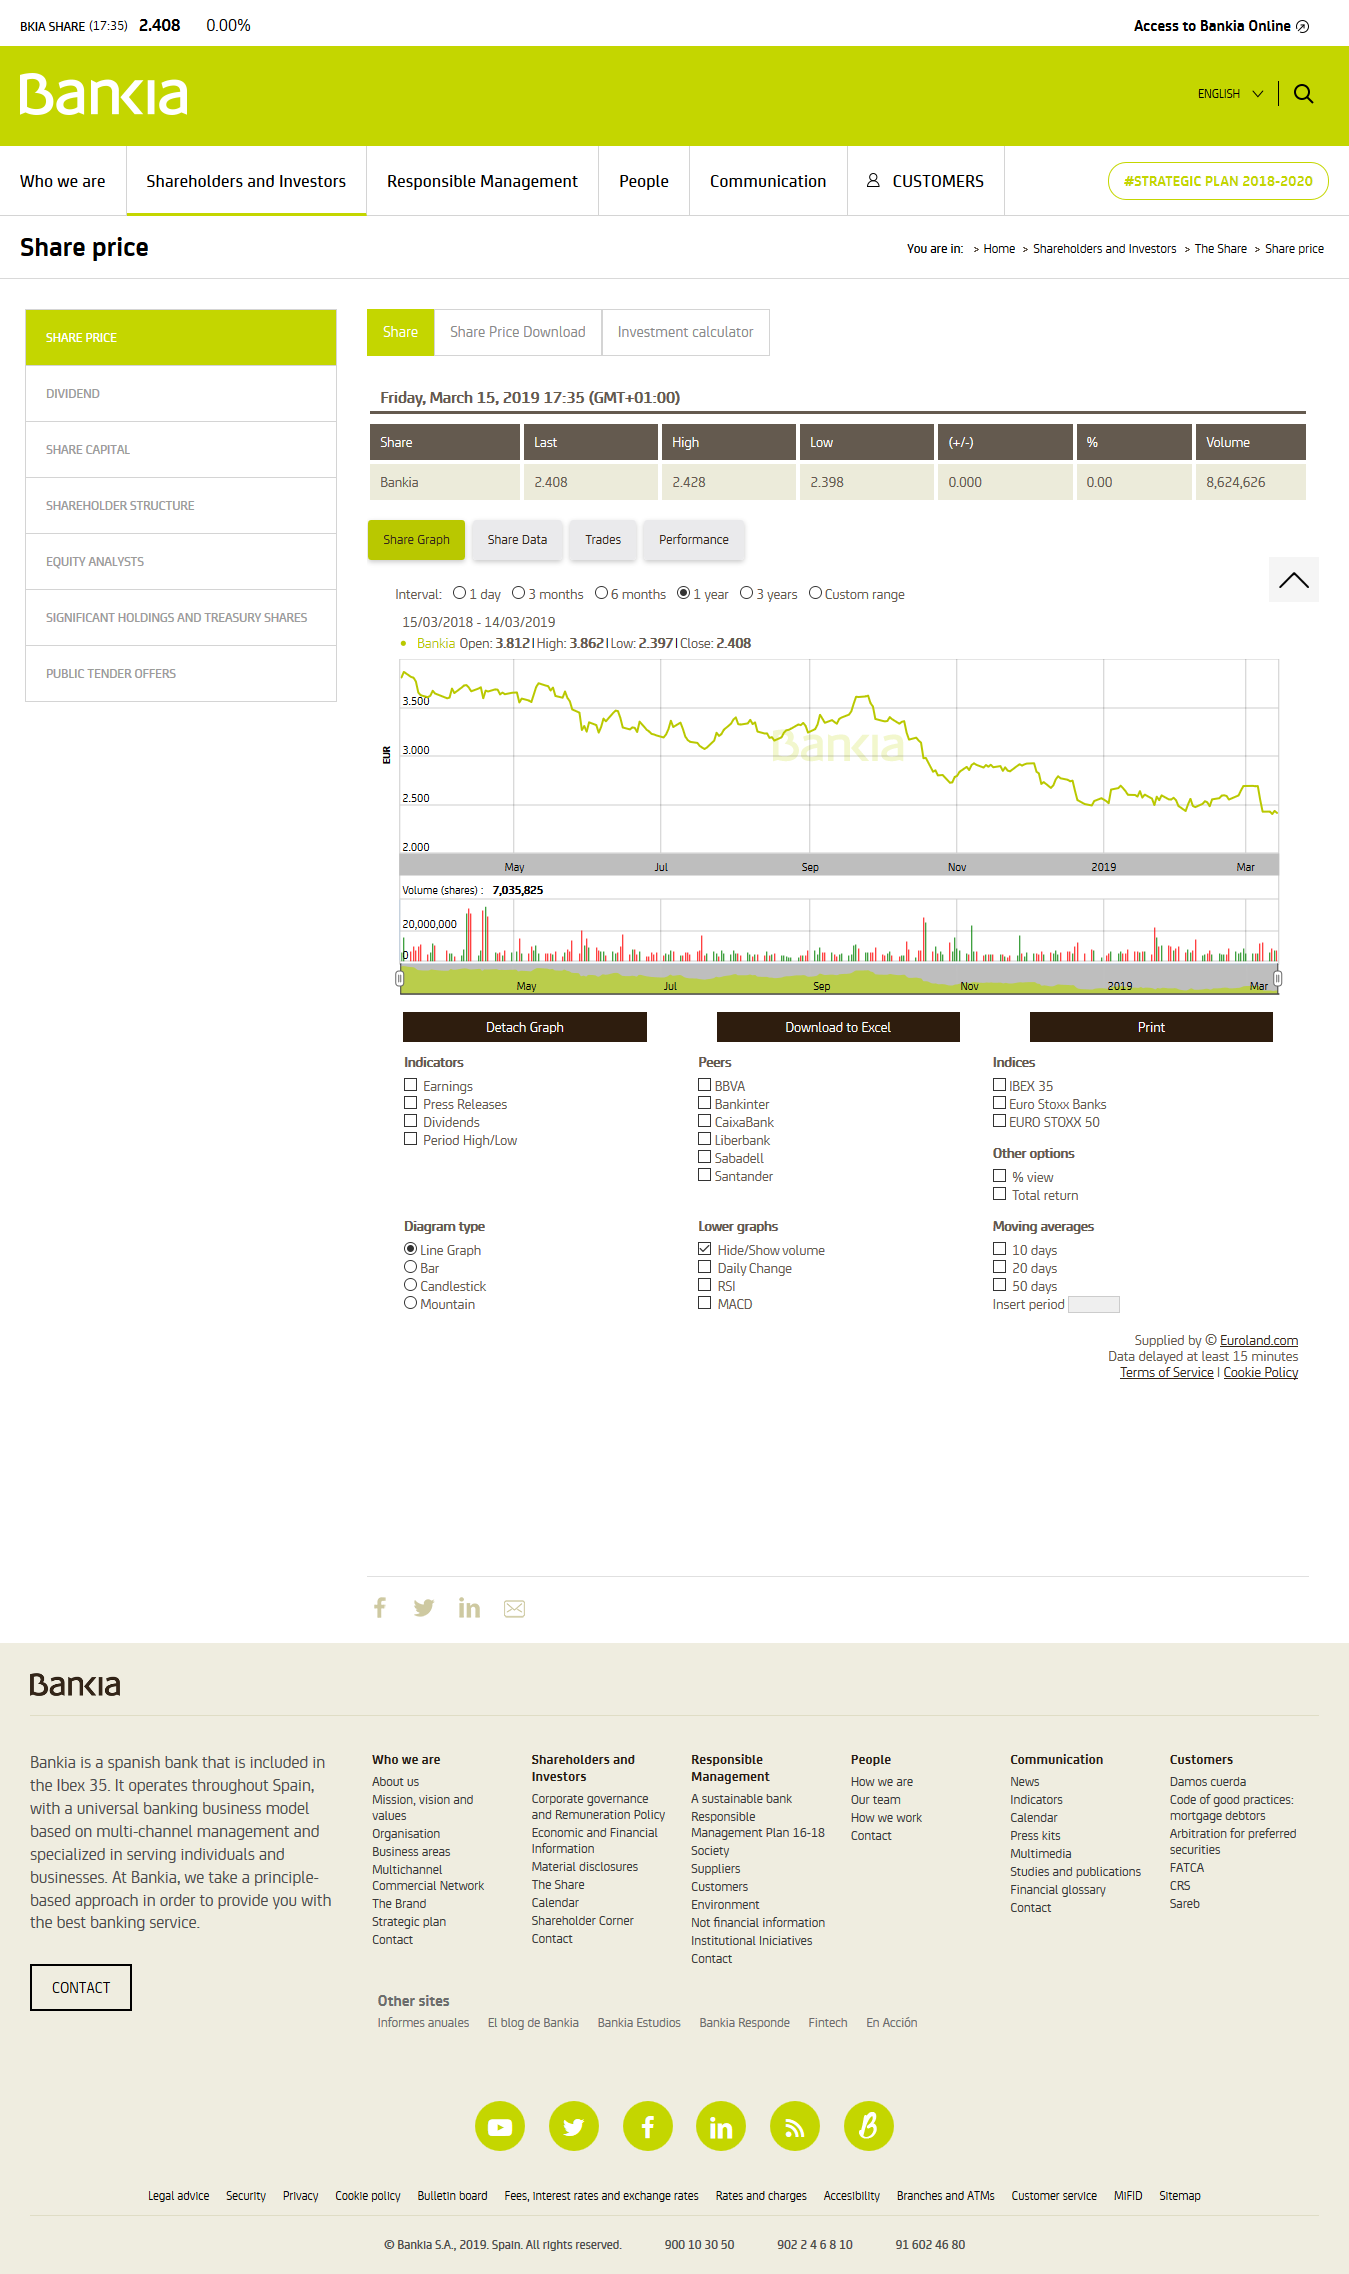 BKIA SHARE (17:35) 2.408 0.00%
Access to Bankia Online
Bankia
ENGLISH
Who we are
Shareholders and Investors
Responsible Management
People
Communication
CUSTOMERS
#STRATEGIC PLAN 2018-2020
Share price
You are in: > Home > Shareholders and Investors > The Share > Share price
SHARE PRICE
DIVIDEND
SHARE CAPITAL
SHAREHOLDER STRUCTURE
EQUITY ANALYSTS
SIGNIFICANT HOLDINGS AND TREASURY SHARES
PUBLIC TENDER OFFERS
Share
Share Price Download
Investment calculator
Friday, March 15, 2019 17:35 (GMT+01:00)
Share Last High Low (+/-) % Volume
Bankia 2.408 2.428 2.398 0.000 0.00 8,624,626
Share Graph
Share Data
Trades
Performance
Interval: 1 day 3 months 6 months 1 year 3 years Custom range
15/03/2018 - 14/03/2019
Bankia Open: 3.812 | High: 3.862 | Low: 2.397 | Close: 2.408
3.500
3.000
2.500
2.000
EUR
Bankia
May Jul Sep Nov 2019 Mar
Volume (shares) : 7,035,825
20,000,000
0
May Jul Sep Nov 2019 Mar
Detach Graph
Download to Excel
Print
Indicators
Earnings
Press Releases
Dividends
Period High/Low
Peers
BBVA
Bankinter
CaixaBank
Liberbank
Sabadell
Santander
Indices
IBEX 35
Euro Stoxx Banks
EURO STOXX 50
Other options
% view
Total return
Diagram type
Line Graph
Bar
Candlestick
Mountain
Lower graphs
Hide/Show volume
Daily Change
RSI
MACD
Moving averages
10 days
20 days
50 days
Insert period
Supplied by © Euroland.com
Data delayed at least 15 minutes
Terms of Service | Cookie Policy
Bankia
Bankia is a spanish bank that is included in
the Ibex 35. It operates throughout Spain,
with a universal banking business model
based on multi-channel management and
specialized in serving individuals and
businesses. At Bankia, we take a principle-
based approach in order to provide you with
the best banking service.
CONTACT
Who we are
About us
Mission, vision and
values
Organisation
Business areas
Multichannel
Commercial Network
The Brand
Strategic plan
Contact
Shareholders and
Investors
Corporate governance
and Remuneration Policy
Economic and Financial
Information
Material disclosures
The Share
Calendar
Shareholder Corner
Contact
Responsible
Management
A sustainable bank
Responsible
Management Plan 16-18
Society
Suppliers
Customers
Environment
Not financial information
Institutional Iniciatives
Contact
People
How we are
Our team
How we work
Contact
Communication
News
Indicators
Calendar
Press kits
Multimedia
Studies and publications
Financial glossary
Contact
Customers
Damos cuerda
Code of good practices:
mortgage debtors
Arbitration for preferred
securities
FATCA
CRS
Sareb
Other sites
Informes anuales El blog de Bankia Bankia Estudios Bankia Responde Fintech En Acción
Legal advice Security Privacy Cookie policy Bulletin board Fees, interest rates and exchange rates Rates and charges Accesibility Branches and ATMs Customer service MiFID Sitemap
© Bankia S.A., 2019. Spain. All rights reserved. 900 10 30 50 902 2 4 6 8 10 91 602 46 80